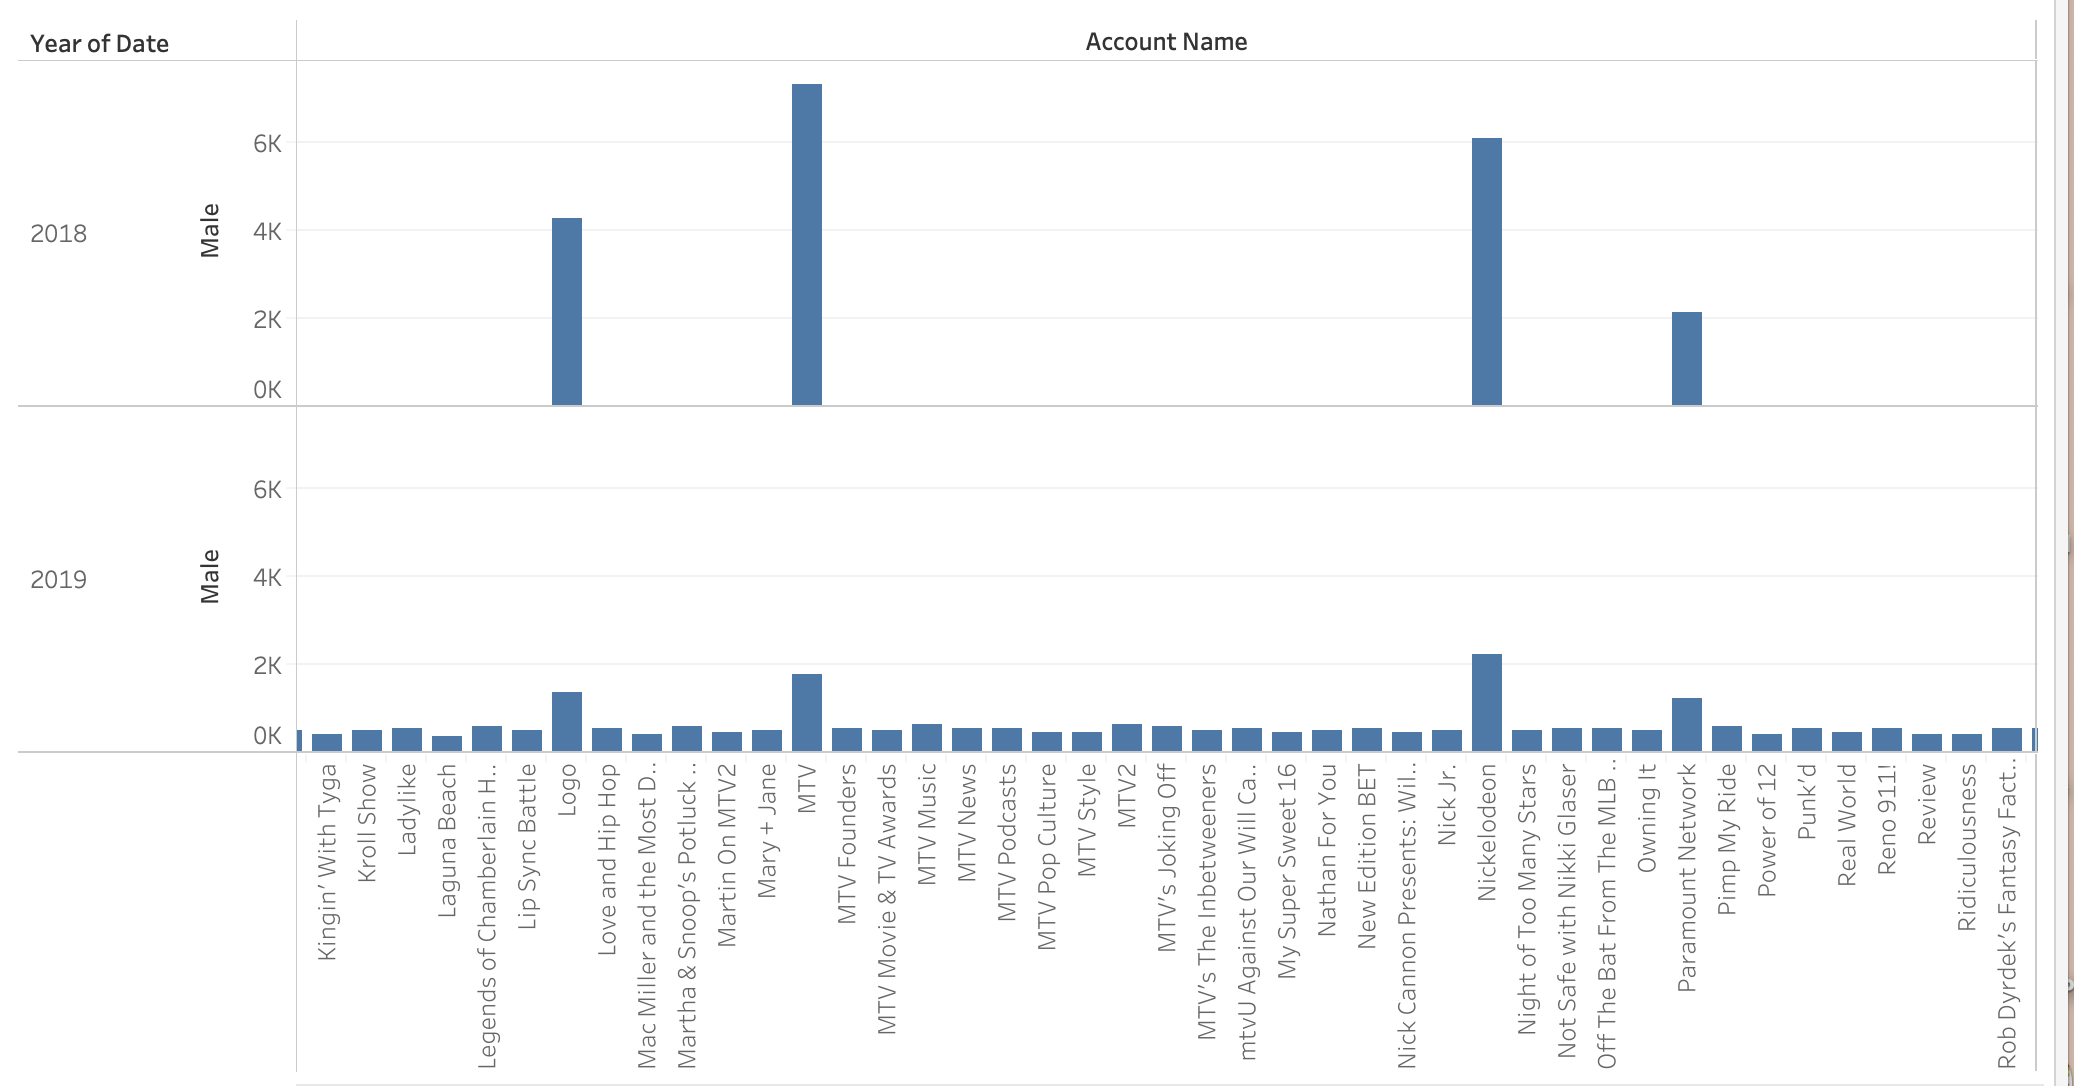 Year of Date
Account Name
2018
Male
6K
4K
2K
0K
2019
Male
6K
4K
2K
0K
Kingin’ With Tyga
Kroll Show
Ladylike
Laguna Beach
Legends of Chamberlain H..
Lip Sync Battle
Logo
Love and Hip Hop
Mac Miller and the Most D..
Martha & Snoop’s Potluck ..
Martin On MTV2
Mary + Jane
MTV
MTV Founders
MTV Movie & TV Awards
MTV Music
MTV News
MTV Podcasts
MTV Pop Culture
MTV Style
MTV2
MTV’s Joking Off
MTV’s The Inbetweeners
mtvU Against Our Will Ca..
My Super Sweet 16
Nathan For You
New Edition BET
Nick Cannon Presents: Wil..
Nick Jr.
Nickelodeon
Night of Too Many Stars
Not Safe with Nikki Glaser
Off The Bat From The MLB ..
Owning It
Paramount Network
Pimp My Ride
Power of 12
Punk’d
Real World
Reno 911!
Review
Ridiculousness
Rob Dyrdek’s Fantasy Fact..